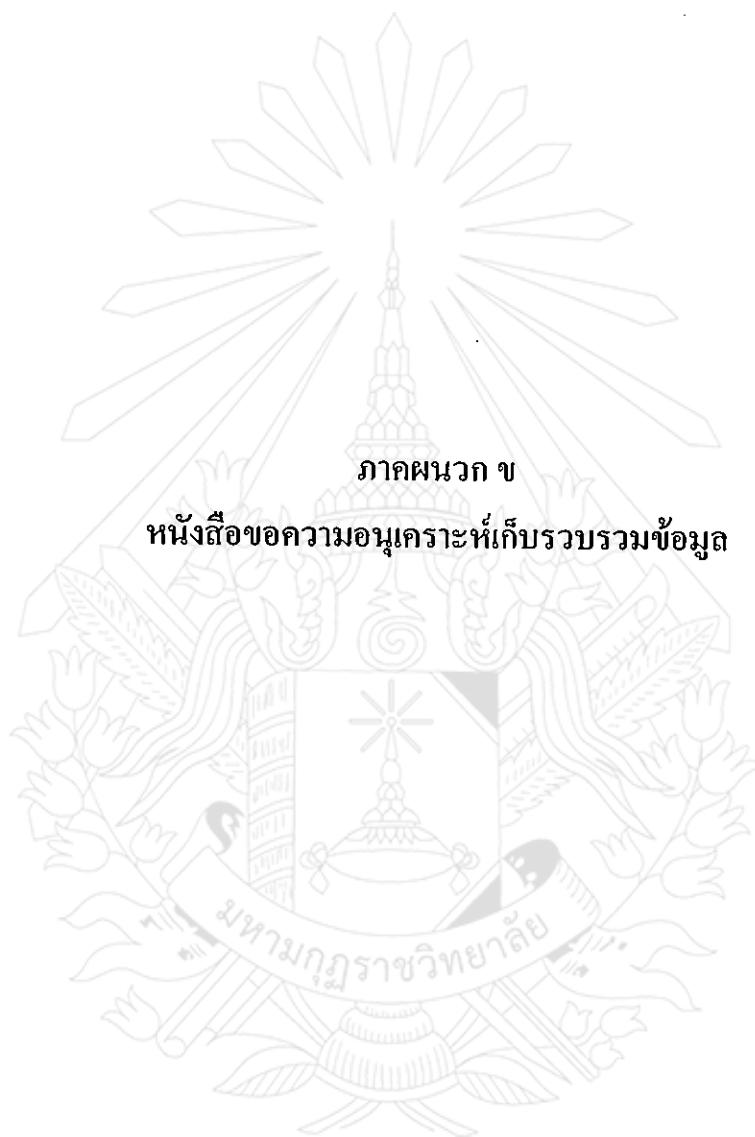 ภาคผนวก ข
หนังสือขอความอนุเคราะห์เก็บรวบรวมข้อมูล
มหามกุฏราชวิทยาลัย